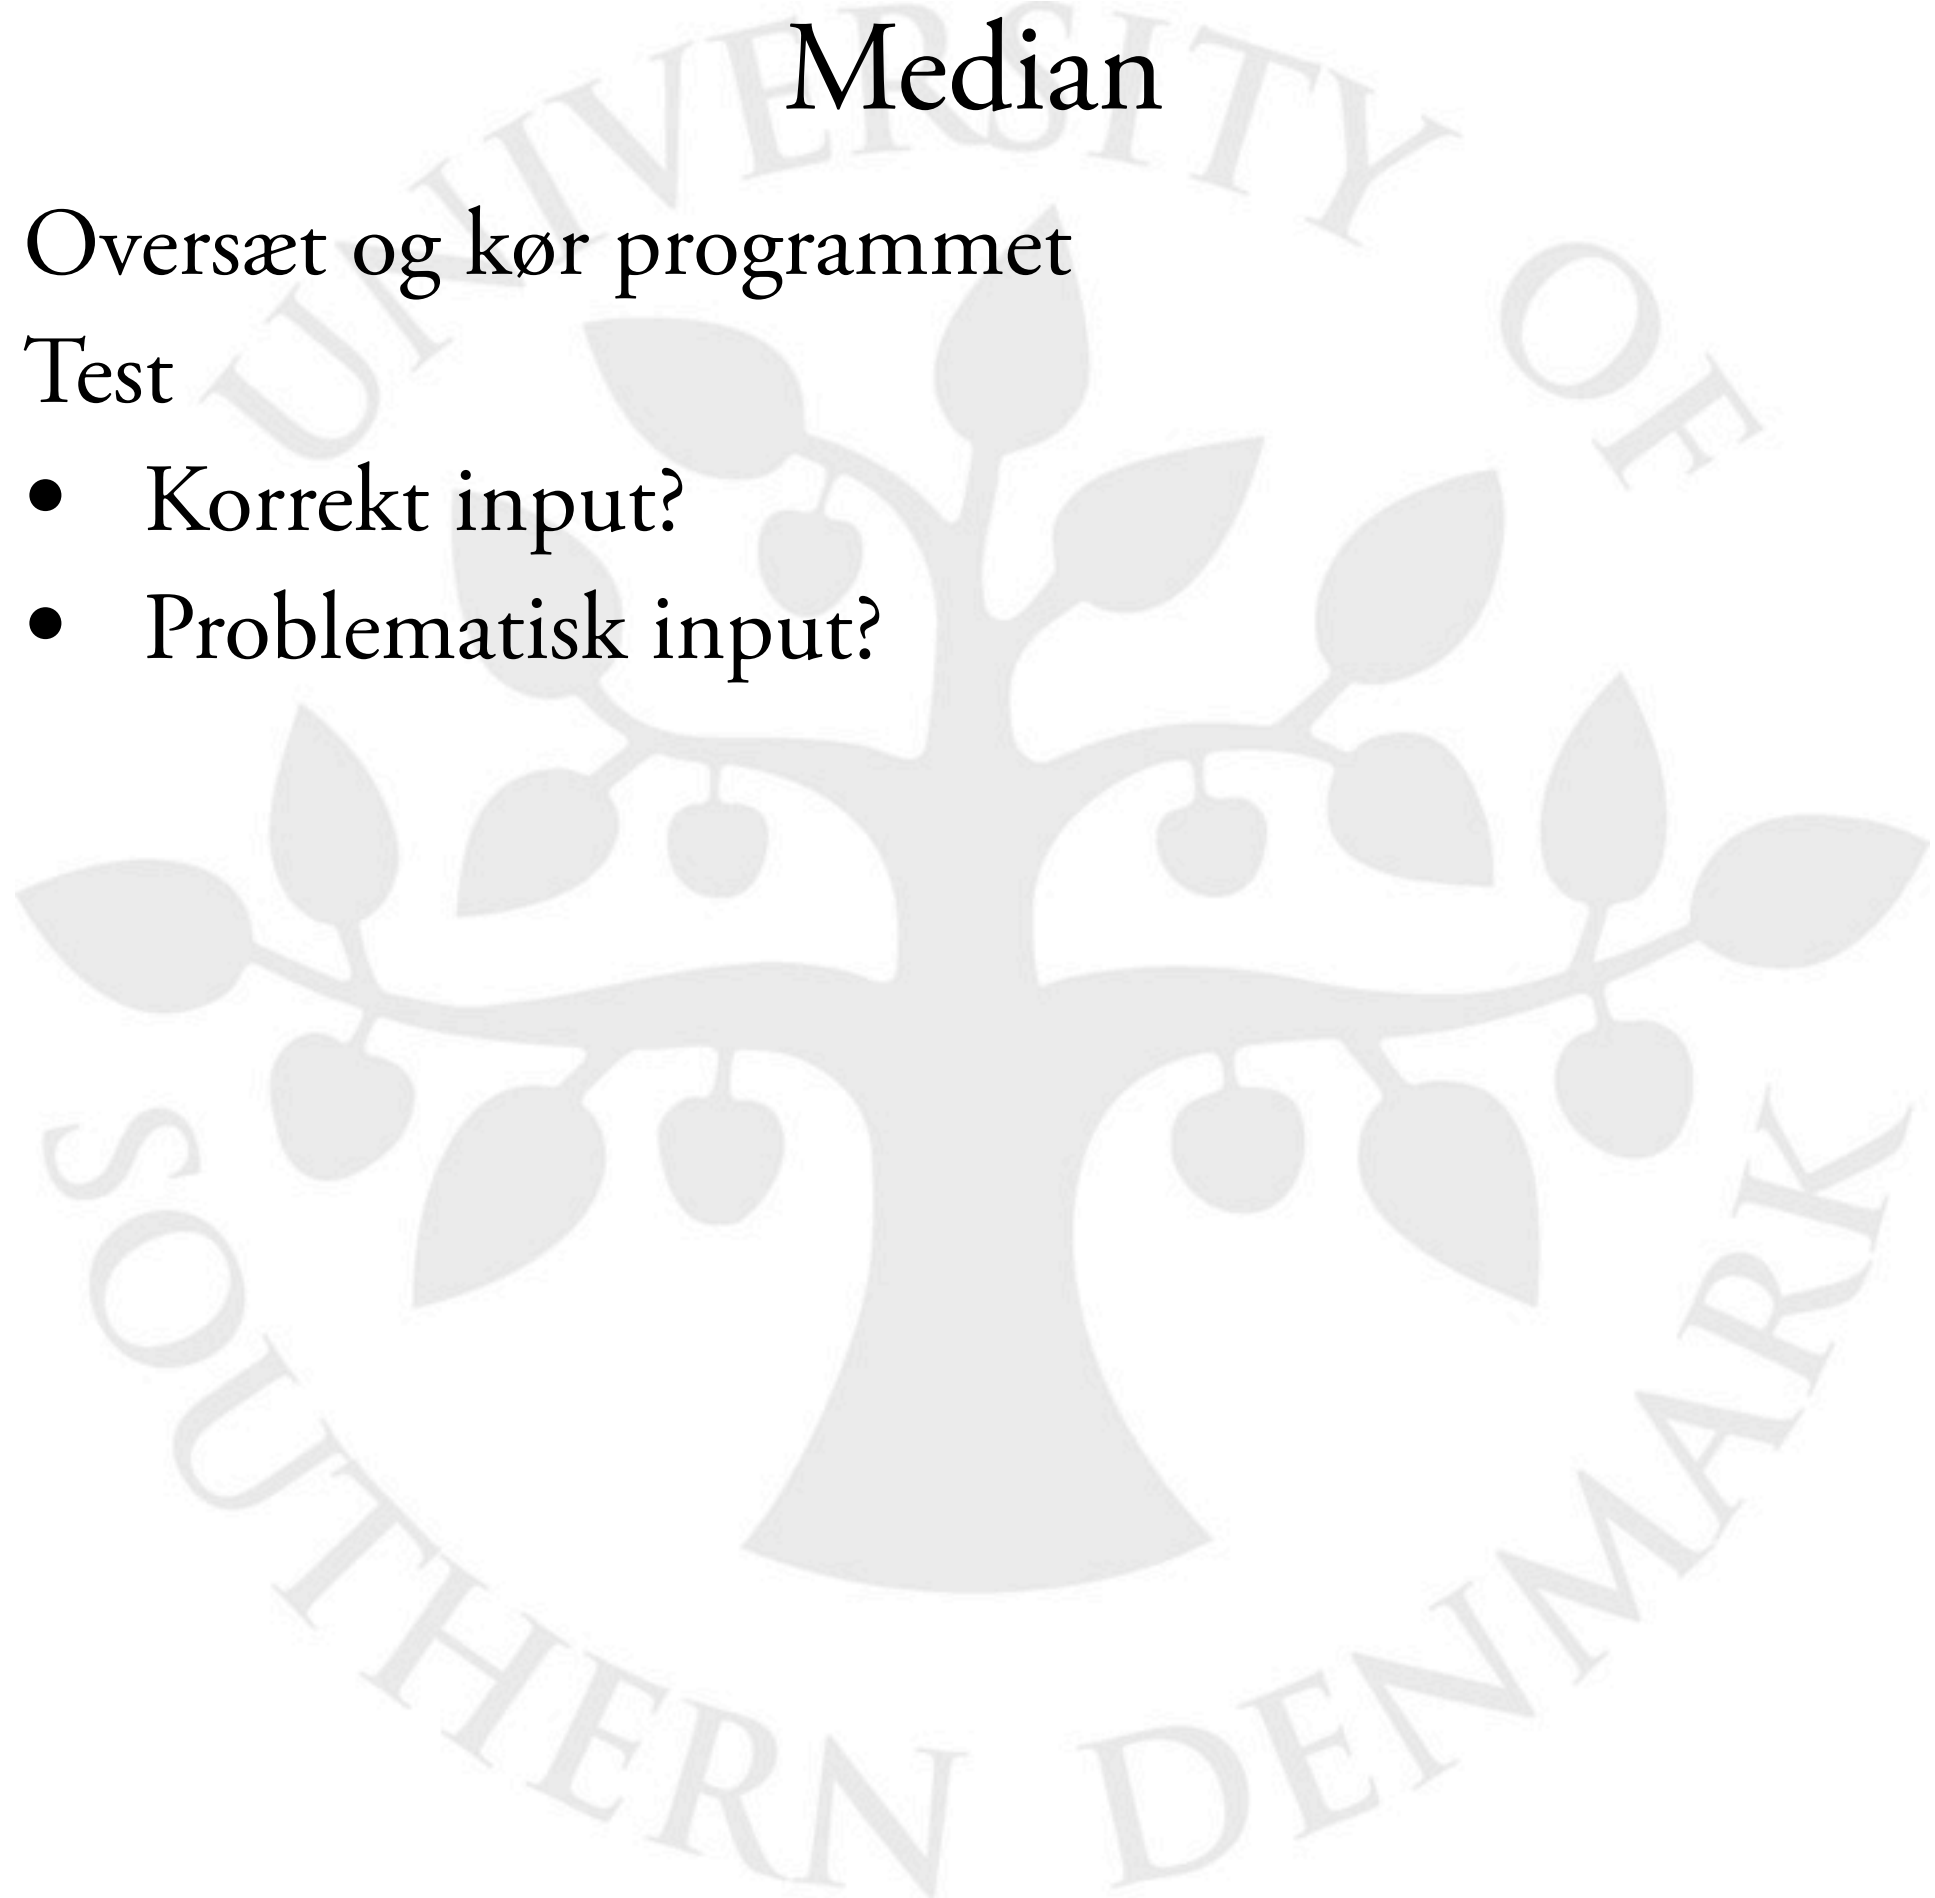 Median
Oversæt og kør programmet
Test
• Korrekt input?
• Problematisk input?
UNIVERSITY OF
SOUTHERN DENMARK